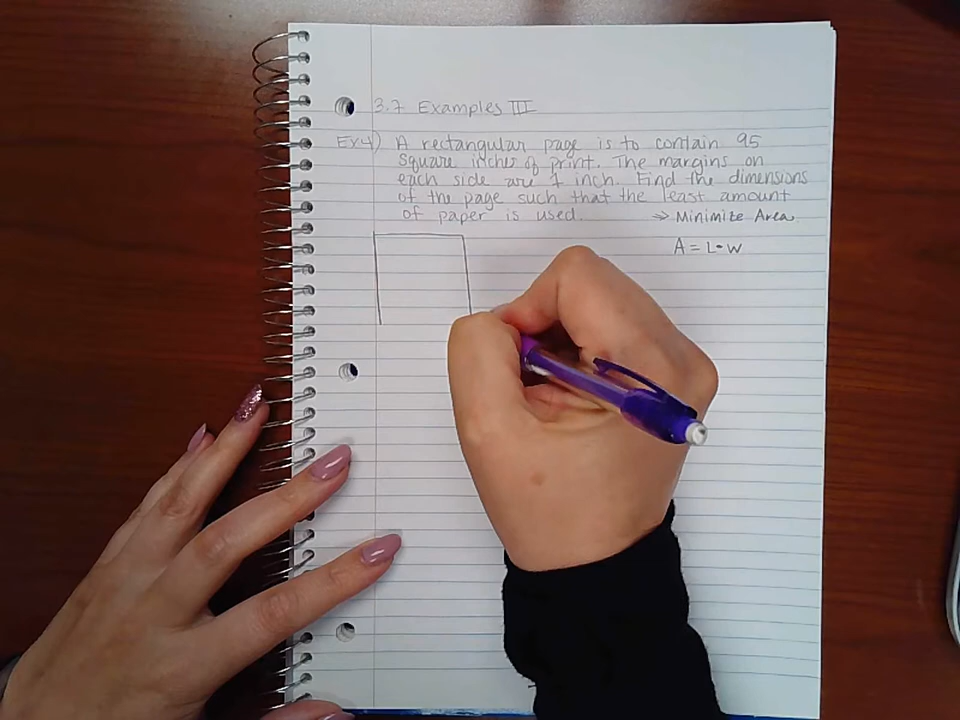 3.7 Examples III
Ex4) A rectangular page is to contain 95
square inches of print. The margins on
each side are 1 inch. Find the dimensions
of the page such that the least amount
of paper is used. => Minimize Area
A = L•W